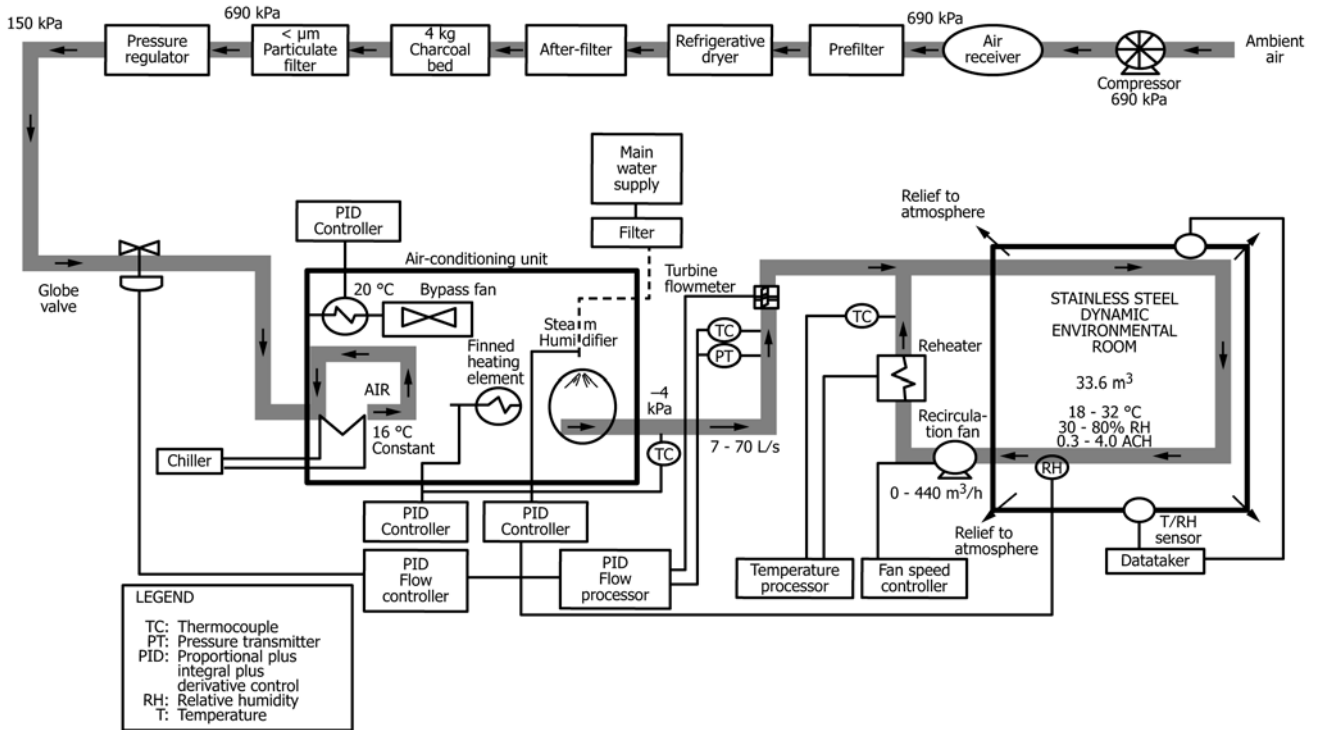 150 kPa
690 kPa
690 kPa
Pressure
regulator
< µm
Particulate
filter
4 kg
Charcoal
bed
After-filter
Refrigerative
dryer
Prefilter
Air
receiver
Ambient
air
Compressor
690 kPa
Main
water
supply
Filter
Relief to
atmosphere
PID
Controller
Air-conditioning unit
Globe
valve
20 °C
Bypass fan
Steam
Humidifier
Finned
heating
element
AIR
16 °C
Constant
Chiller
–4
kPa
TC
7 - 70 L/s
Turbine
flowmeter
TC
PT
TC
Reheater
Recircula-
tion fan
0 - 440 m³/h
STAINLESS STEEL
DYNAMIC
ENVIRONMENTAL
ROOM
33.6 m³
18 - 32 °C
30 - 80% RH
0.3 - 4.0 ACH
RH
PID
Controller
PID
Controller
Relief to
atmosphere
T/RH
sensor
Datataker
PID
Flow
controller
PID
Flow
processor
Temperature
processor
Fan speed
controller
LEGEND
TC: Thermocouple
PT: Pressure transmitter
PID: Proportional plus
integral plus
derivative control
RH: Relative humidity
T: Temperature